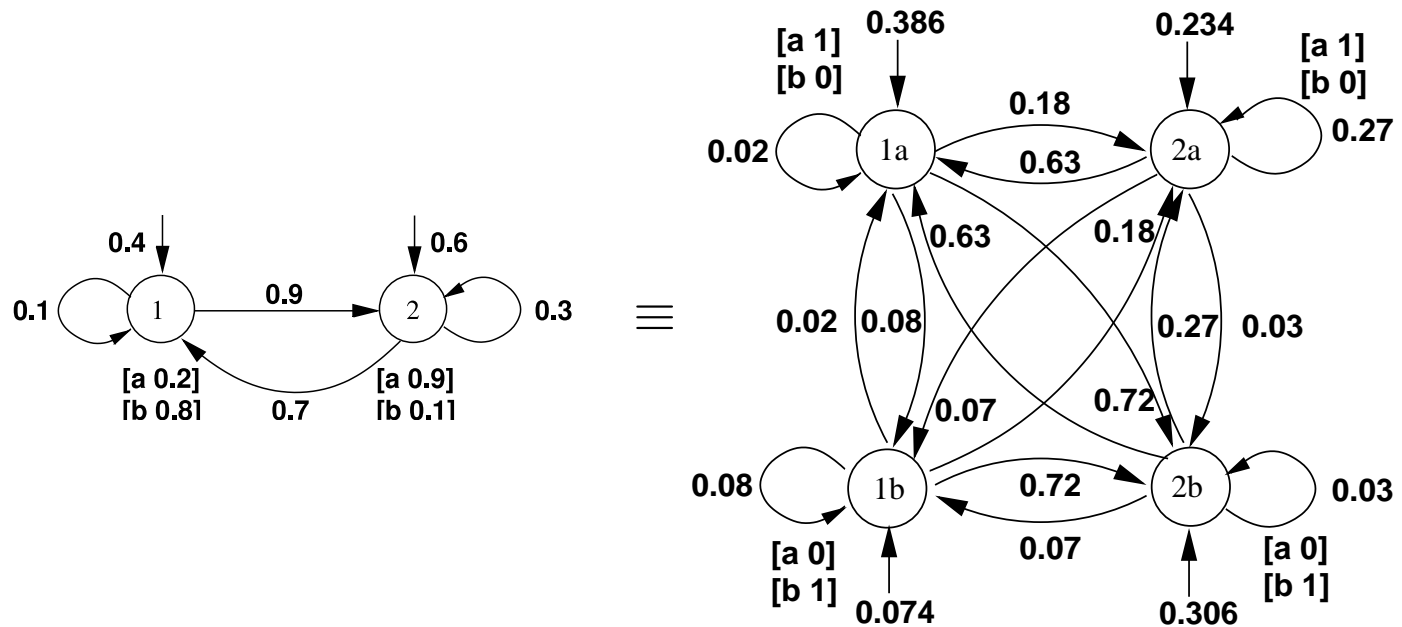 0.4
0.6
0.1
1
0.9
2
0.3
[a 0.2]
[b 0.8]
0.7
[a 0.9]
[b 0.1]
≡
0.386
0.234
[a 1]
[b 0]
[a 1]
[b 0]
0.18
0.02
1a
0.63
2a
0.27
0.63
0.18
0.02
0.08
0.27
0.03
0.07
0.72
0.08
1b
0.72
2b
0.03
0.07
[a 0]
[b 1]
[a 0]
[b 1]
0.074
0.306